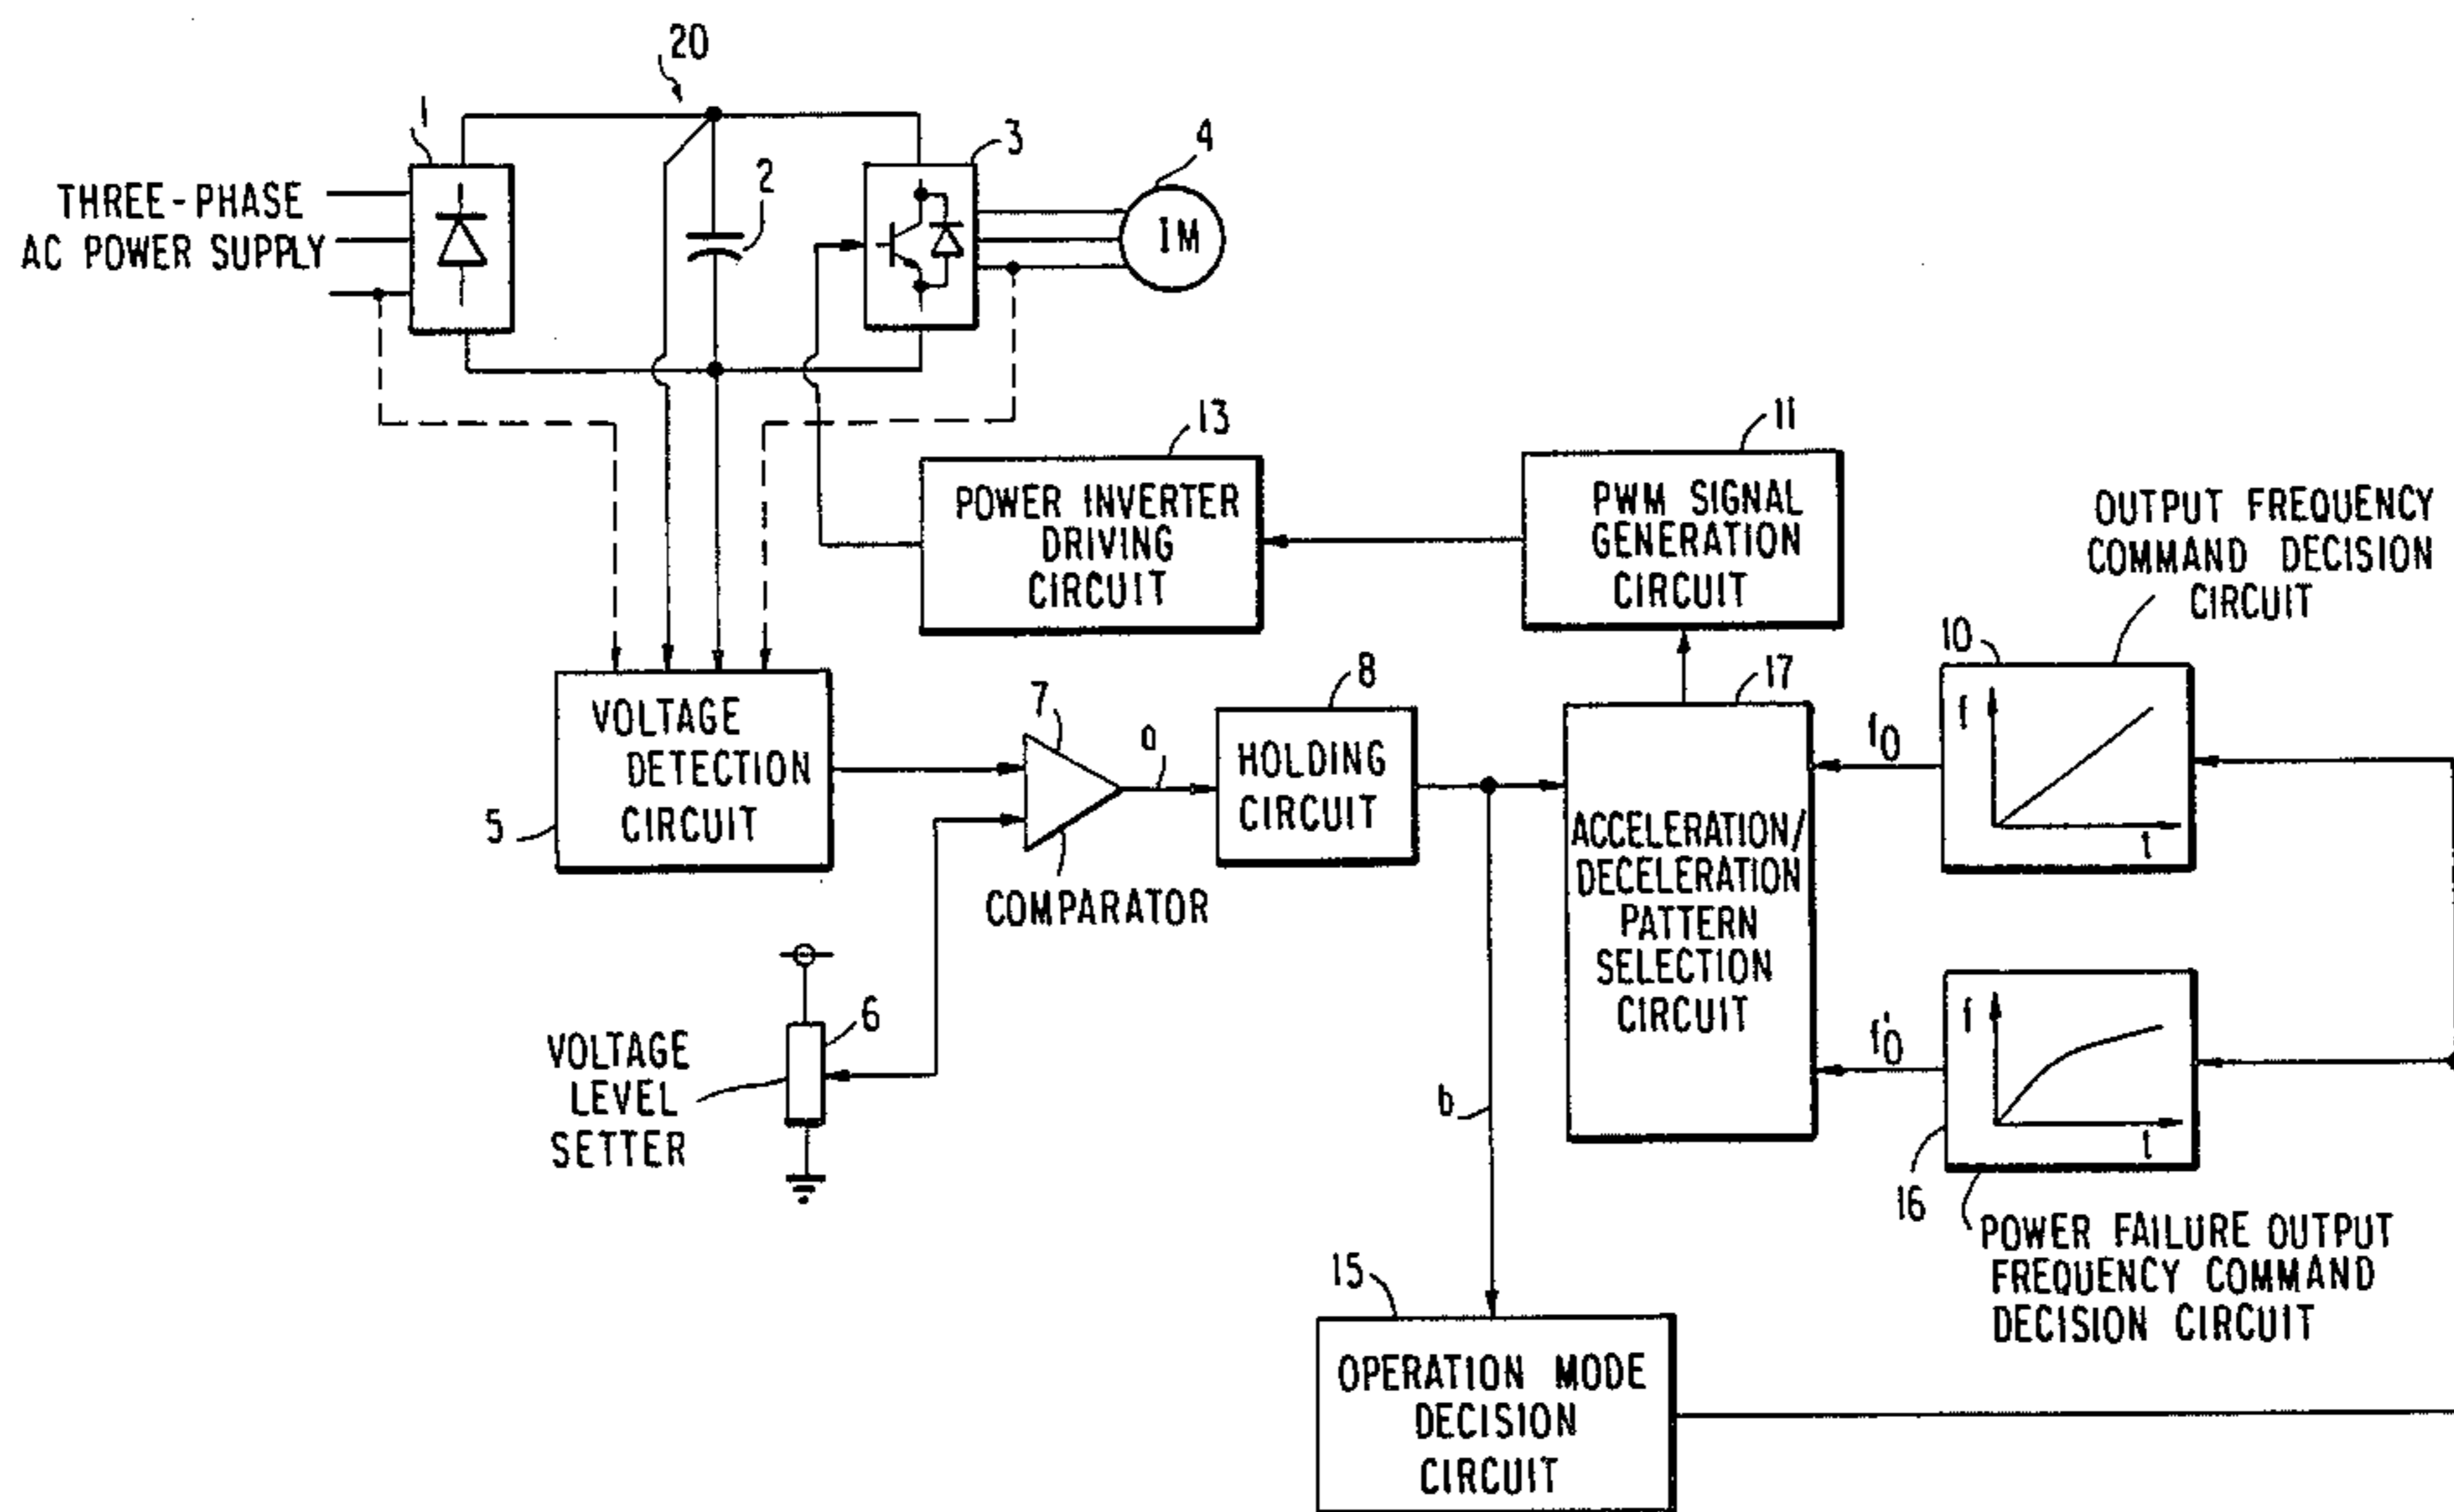 20
1
3
4
2
THREE-PHASE
AC POWER SUPPLY
IM
13
11
POWER INVERTER
DRIVING
CIRCUIT
PWM SIGNAL
GENERATION
CIRCUIT
OUTPUT FREQUENCY
COMMAND DECISION
CIRCUIT
10
f
t
5
VOLTAGE
DETECTION
CIRCUIT
7
a
COMPARATOR
8
HOLDING
CIRCUIT
17
ACCELERATION/
DECELERATION
PATTERN
SELECTION
CIRCUIT
f0
f'0
VOLTAGE
LEVEL
SETTER
6
b
f
t
16
POWER FAILURE OUTPUT
FREQUENCY COMMAND
DECISION CIRCUIT
15
OPERATION MODE
DECISION
CIRCUIT